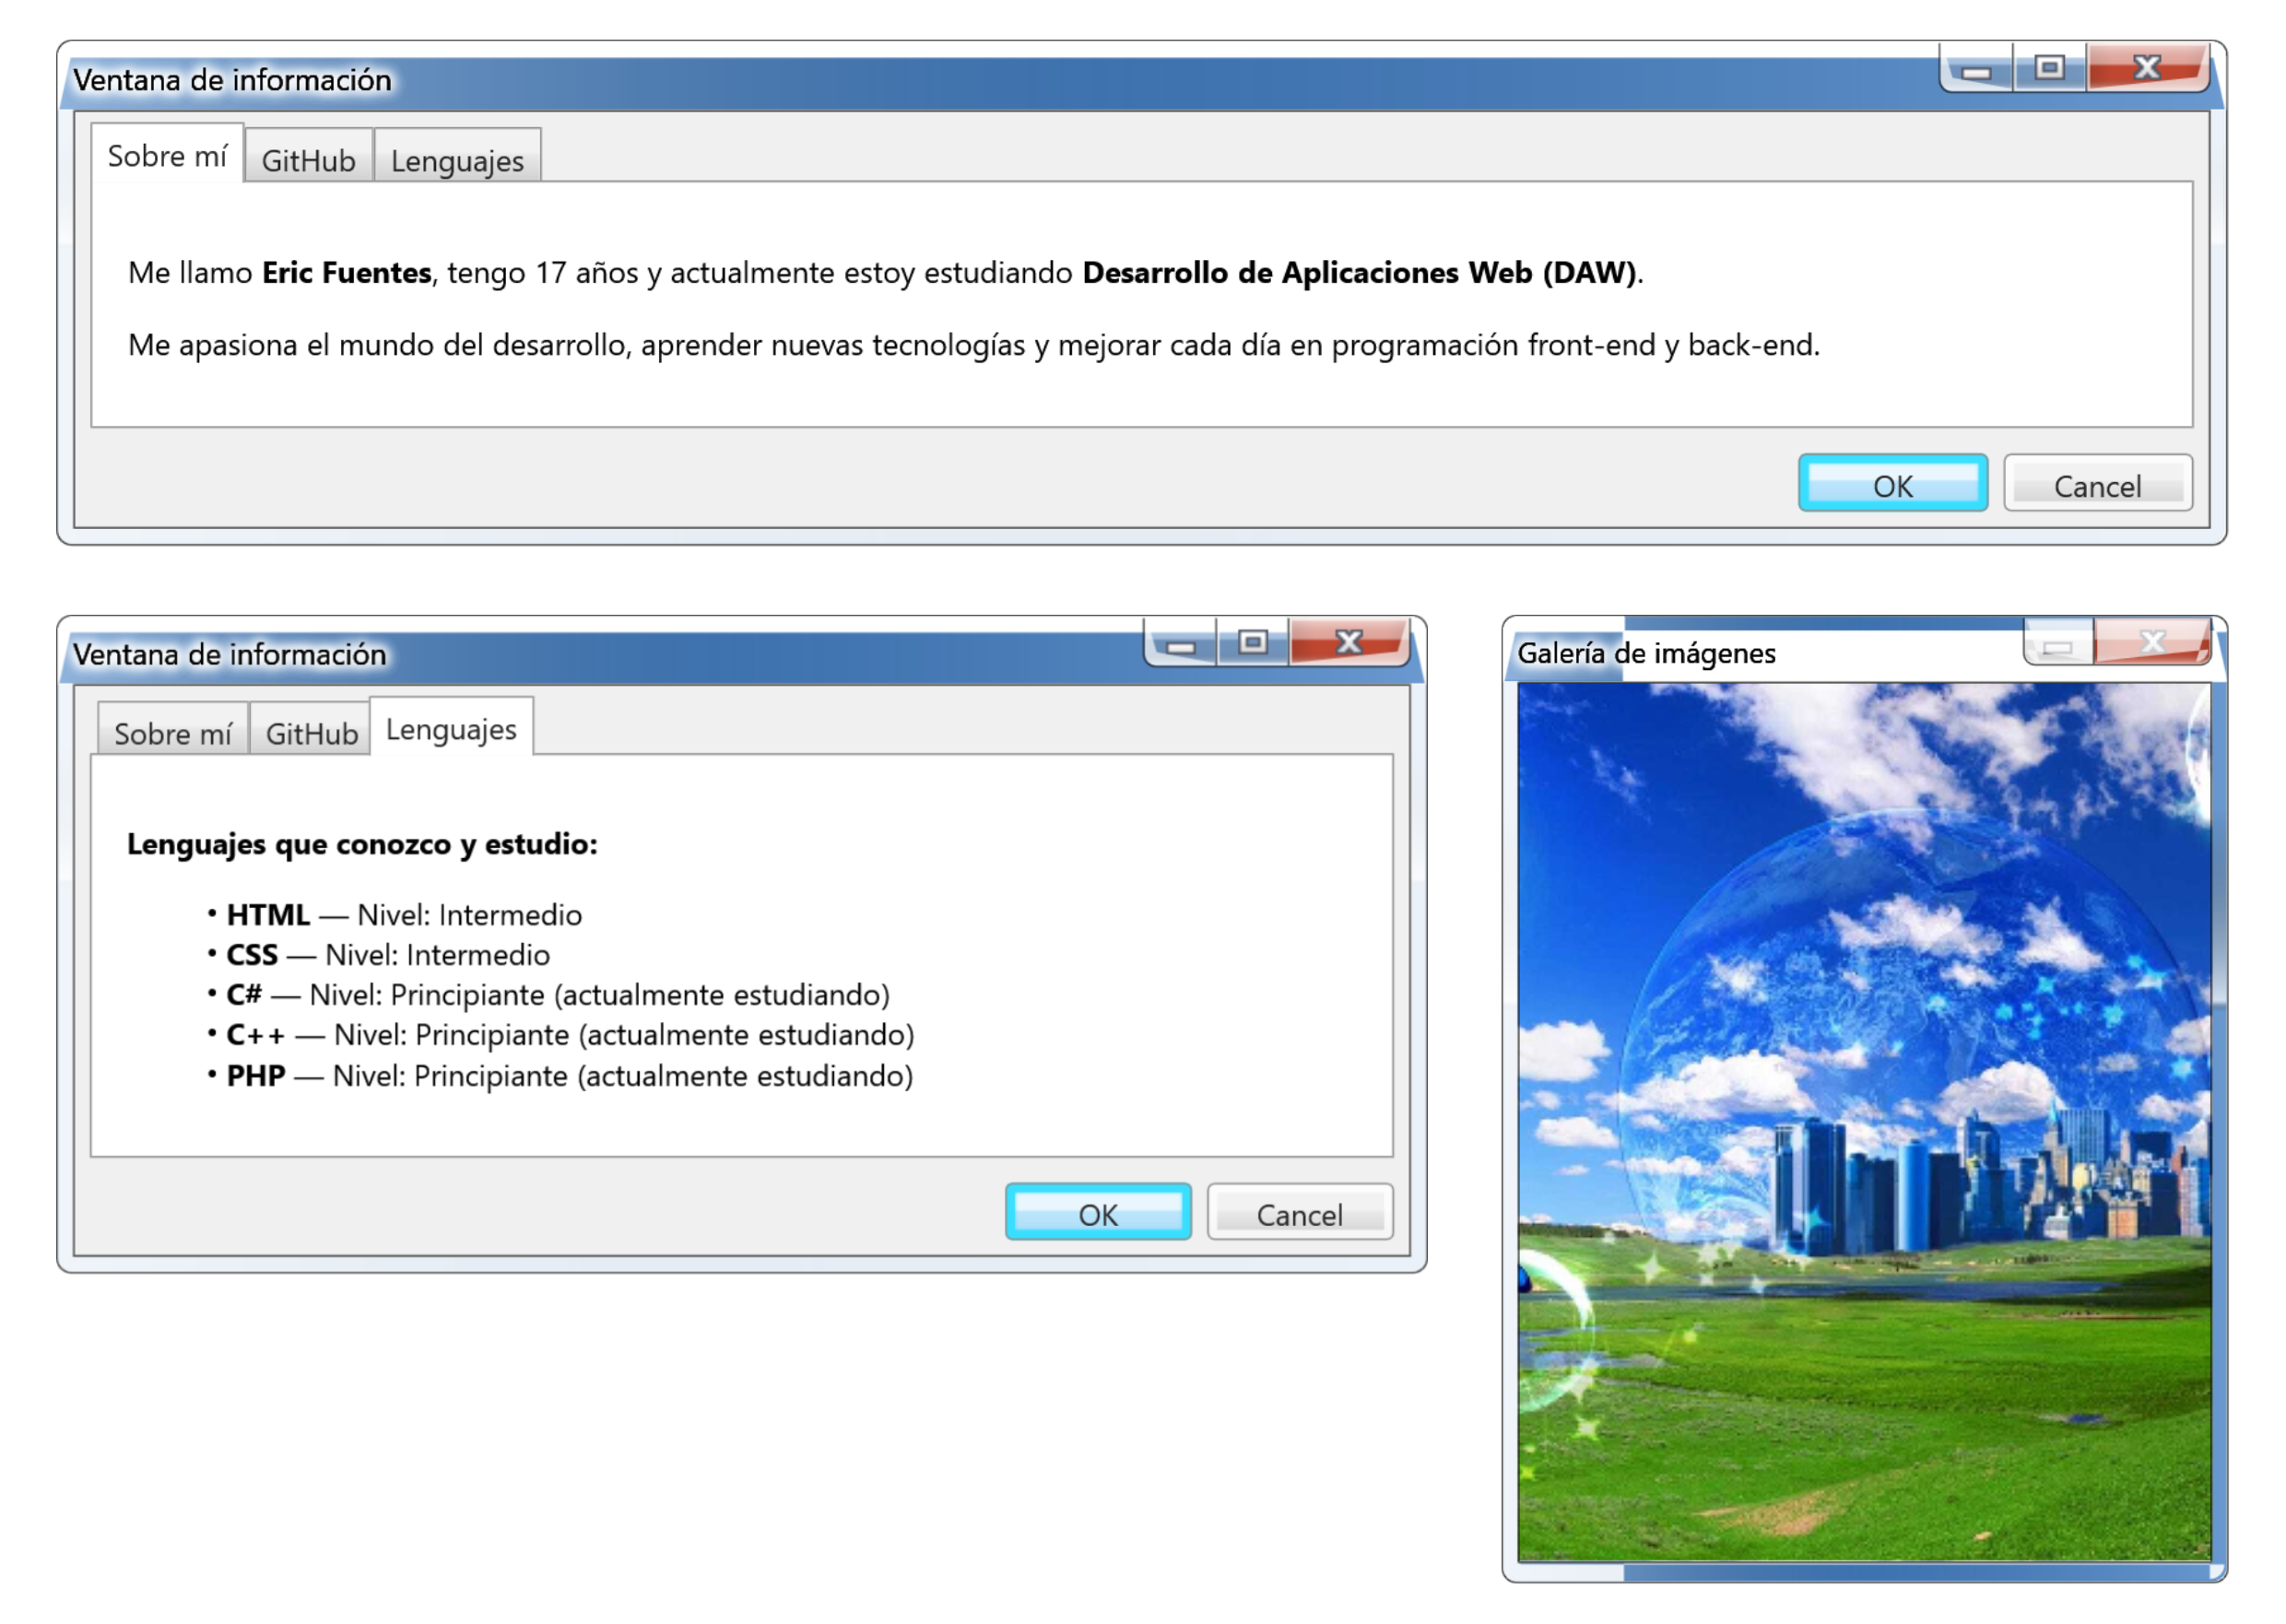 Ventana de información
Sobre mí GitHub Lenguajes
Me llamo Eric Fuentes, tengo 17 años y actualmente estoy estudiando Desarrollo de Aplicaciones Web (DAW).
Me apasiona el mundo del desarrollo, aprender nuevas tecnologías y mejorar cada día en programación front-end y back-end.
OK Cancel
Ventana de información
Sobre mí GitHub Lenguajes
Lenguajes que conozco y estudio:
• HTML — Nivel: Intermedio
• CSS — Nivel: Intermedio
• C# — Nivel: Principiante (actualmente estudiando)
• C++ — Nivel: Principiante (actualmente estudiando)
• PHP — Nivel: Principiante (actualmente estudiando)
OK Cancel
Galería de imágenes